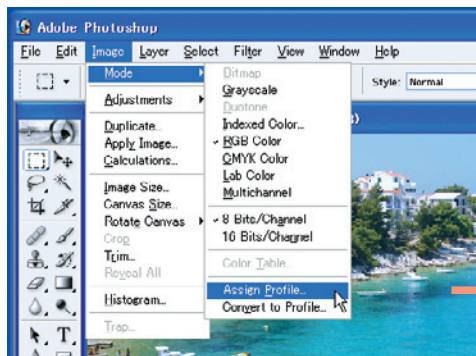 Adobe Photoshop
File Edit Image Layer Select Filter View Window Help
Mode
Adjustments
Duplicate...
Apply Image...
Calculations...
Image Size...
Canvas Size...
Rotate Canvas
Crop
Trim...
Reveal All
Histogram...
Trap...
Bitmap
Grayscale
Duotone
Indexed Color...
RGB Color
CMYK Color
Lab Color
Multichannel
8 Bits/Channel
16 Bits/Channel
Color Table...
Assign Profile...
Convert to Profile...
Style: Normal
T